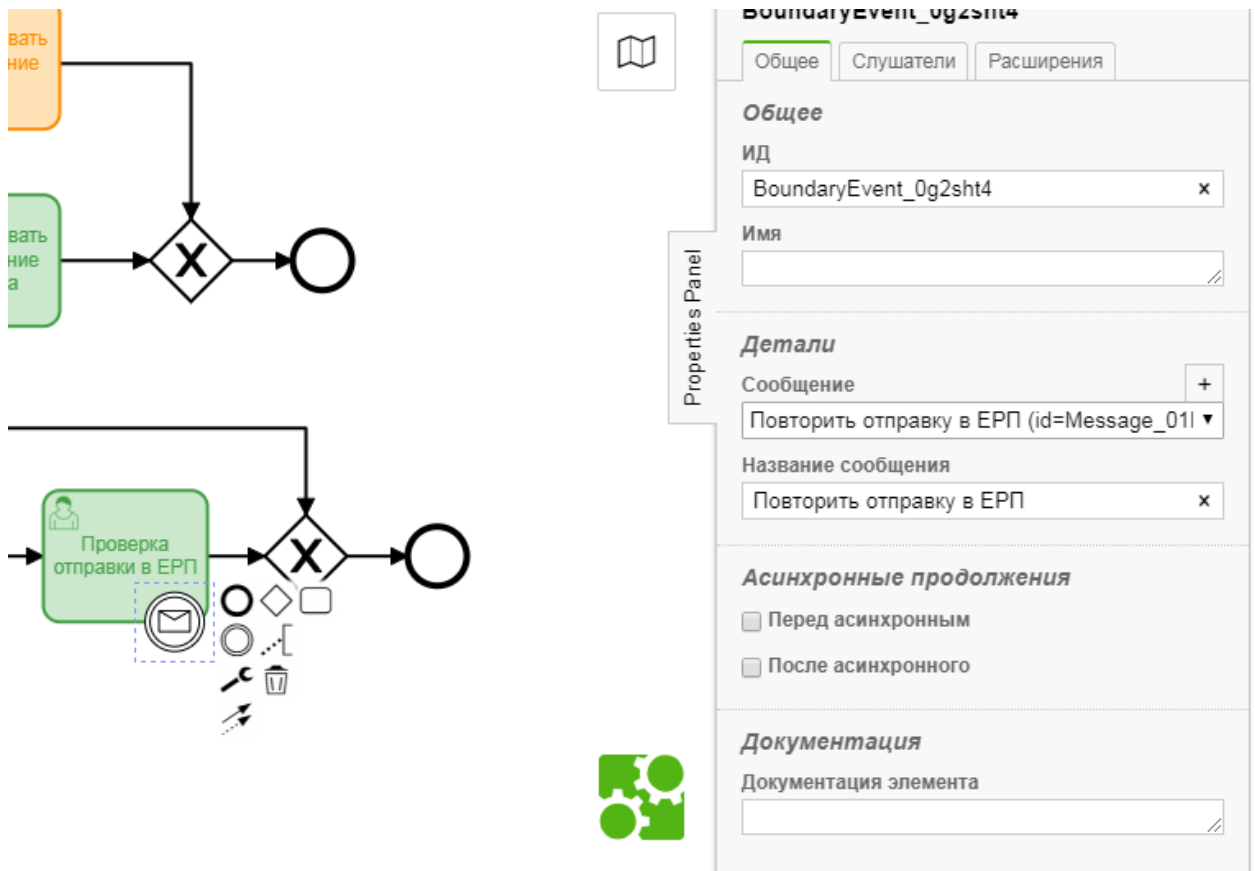 вать
ние
вать
ние
а
Проверка
отправки в ЕРП
Properties Panel
BoundaryEvent_0g2sht4
Общее
Слушатели
Расширения
Общее
ИД
BoundaryEvent_0g2sht4
Имя
Детали
Сообщение
+
Повторить отправку в ЕРП (id=Message_01
Название сообщения
Повторить отправку в ЕРП
Асинхронные продолжения
Перед асинхронным
После асинхронного
Документация
Документация элемента